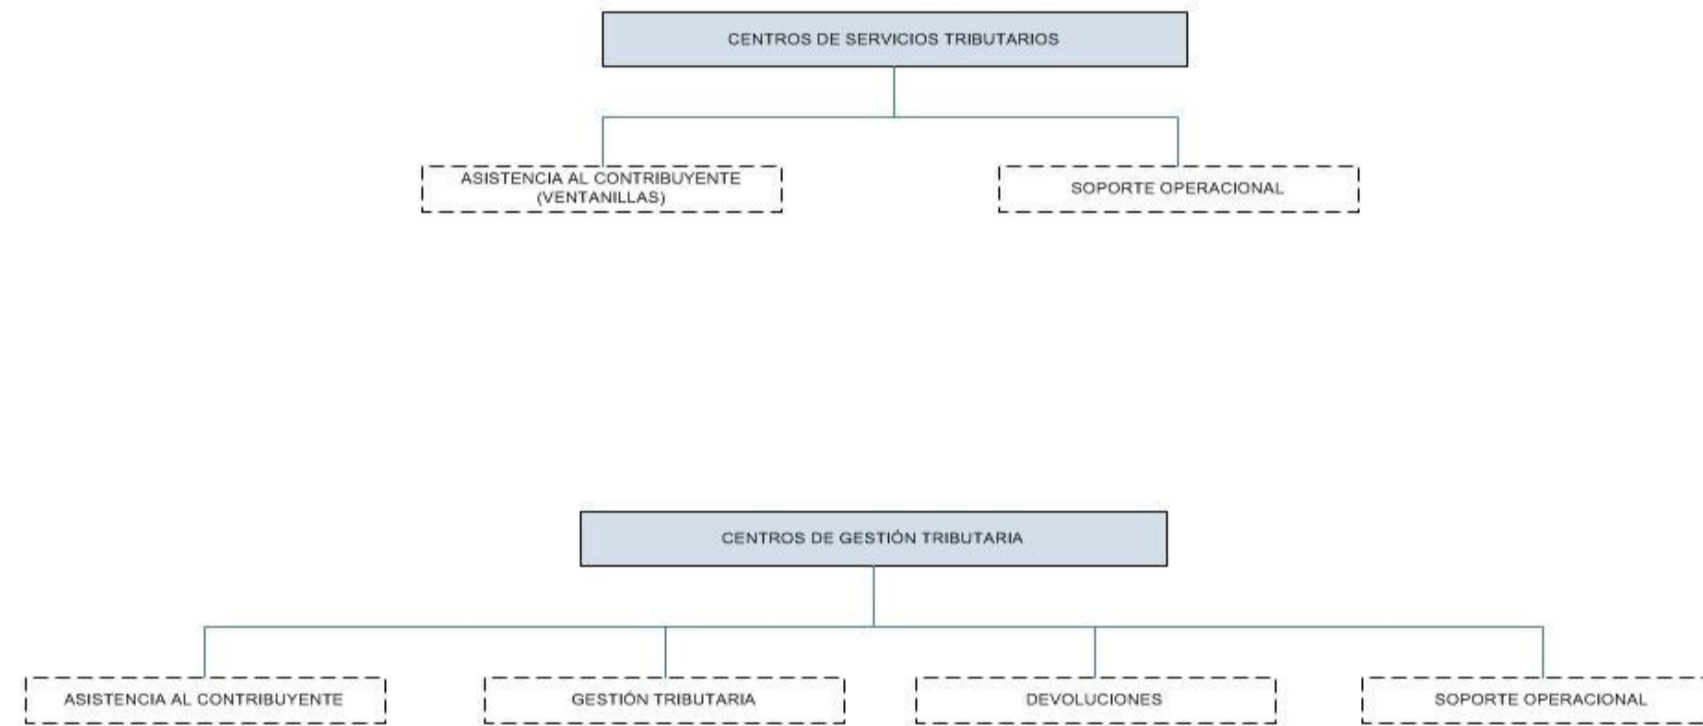 CENTROS DE SERVICIOS TRIBUTARIOS
ASISTENCIA AL CONTRIBUYENTE
(VENTANILLAS)
SOPORTE OPERACIONAL
CENTROS DE GESTIÓN TRIBUTARIA
ASISTENCIA AL CONTRIBUYENTE
GESTIÓN TRIBUTARIA
DEVOLUCIONES
SOPORTE OPERACIONAL